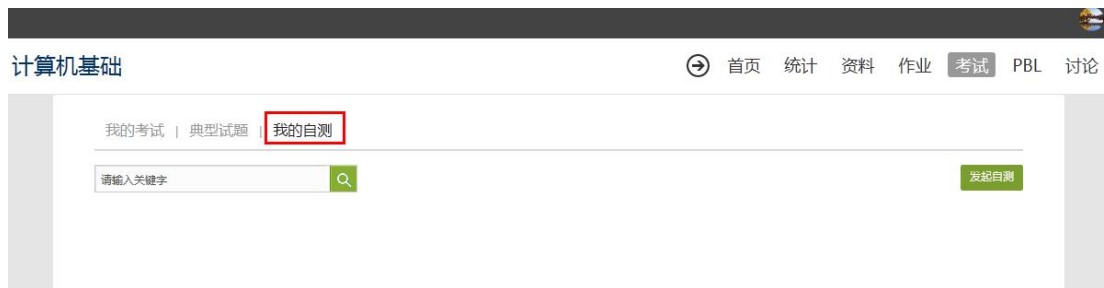 计算机基础 首页 统计 资料 作业 考试 PBL 讨论
我的考试 | 典型试题 | 我的自测
请输入关键字 发起自测